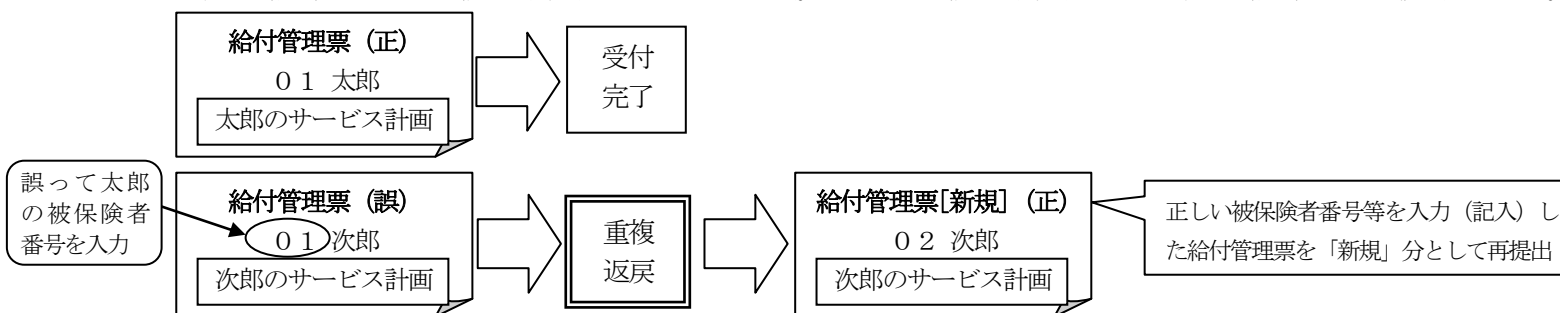 給付管理票（正）
０１ 太郎
太郎のサービス計画
受付
完了
誤って太郎
の被保険者
番号を入力
給付管理票（誤）
０１ 次郎
次郎のサービス計画
重複
返戻
給付管理票[新規]（正）
０２ 次郎
次郎のサービス計画
正しい被保険者番号等を入力（記入）し
た給付管理票を「新規」分として再提出